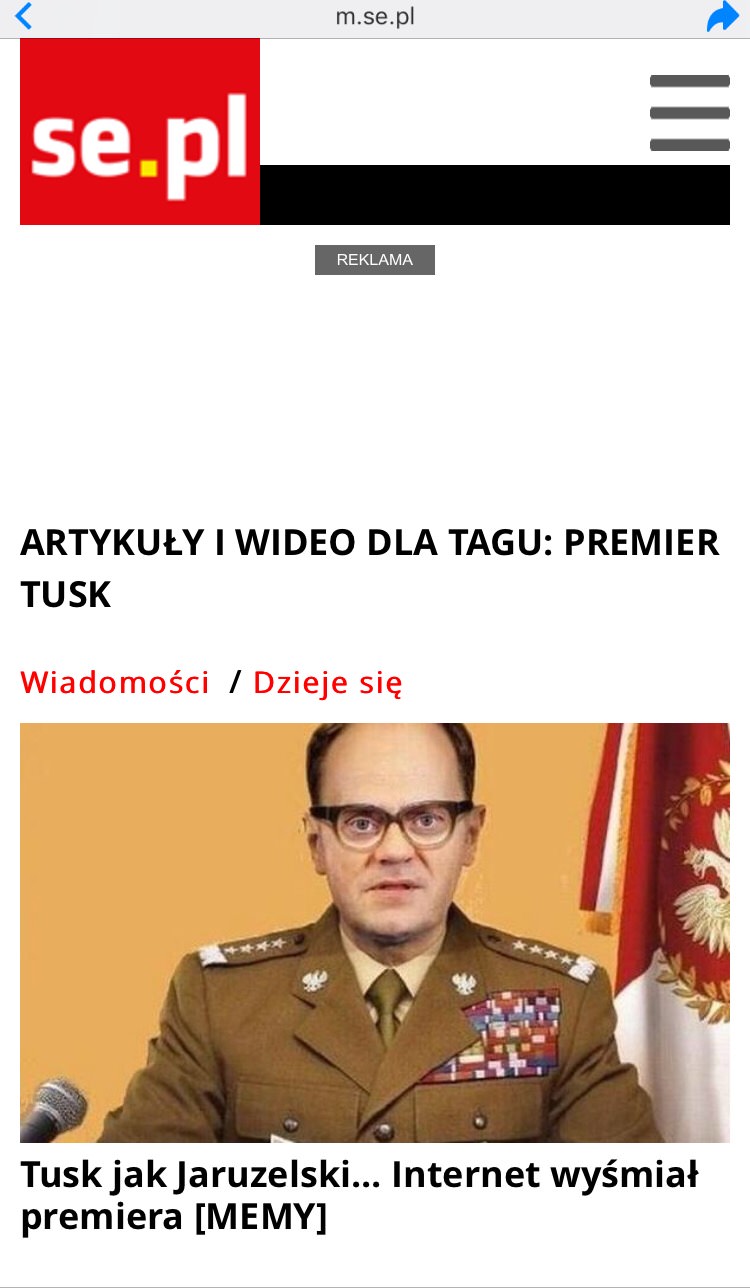 m.se.pl
se.pl
REKLAMA
ARTYKUŁY I WIDEO DLA TAGU: PREMIER
TUSK
Wiadomości / Dzieje się
Tusk jak Jaruzelski... Internet wyśmiał
premiera [MEMY]